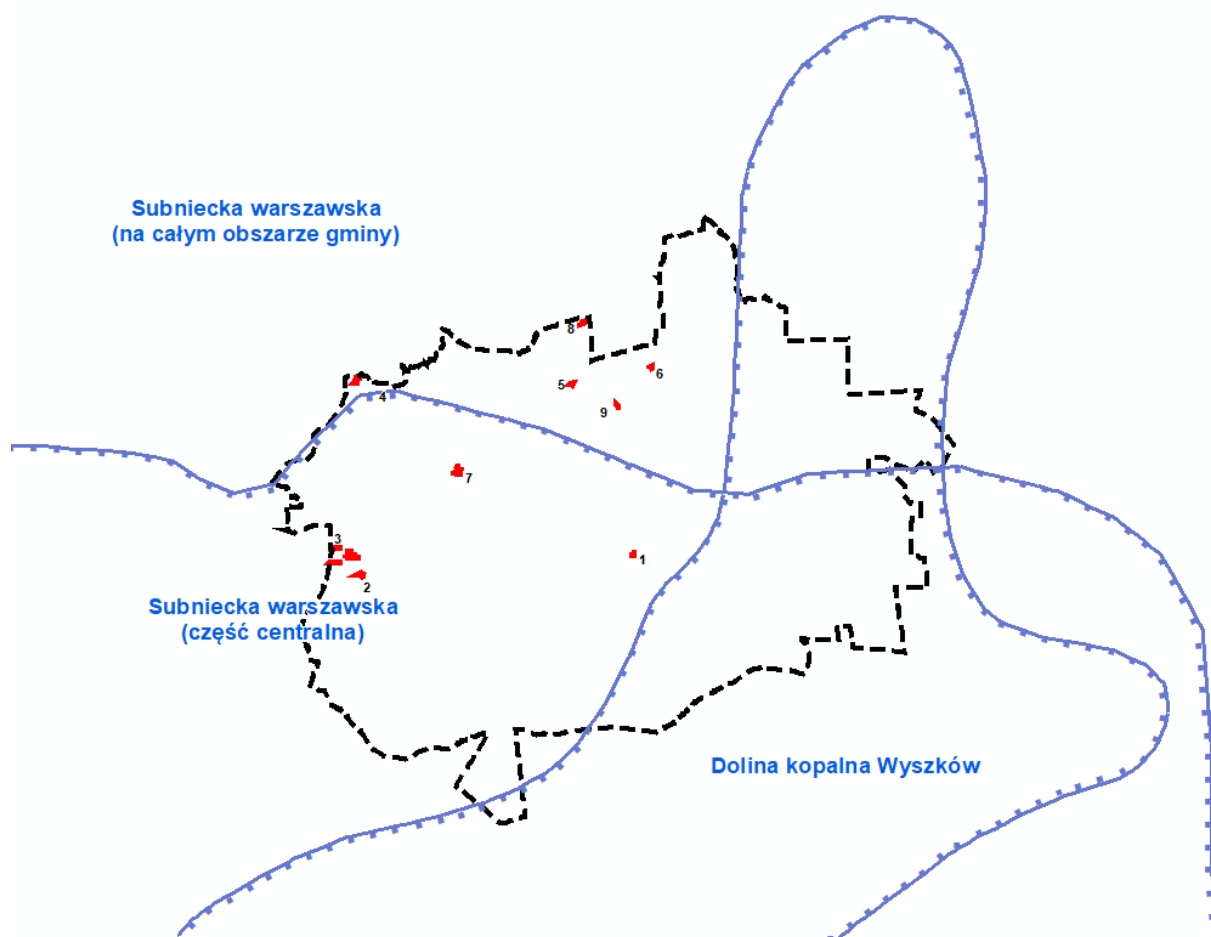 Subniecka warszawska
(na całym obszarze gminy)
8
6
5
4
9
7
3
1
2
Subniecka warszawska
(część centralna)
Dolina kopalna Wyszków